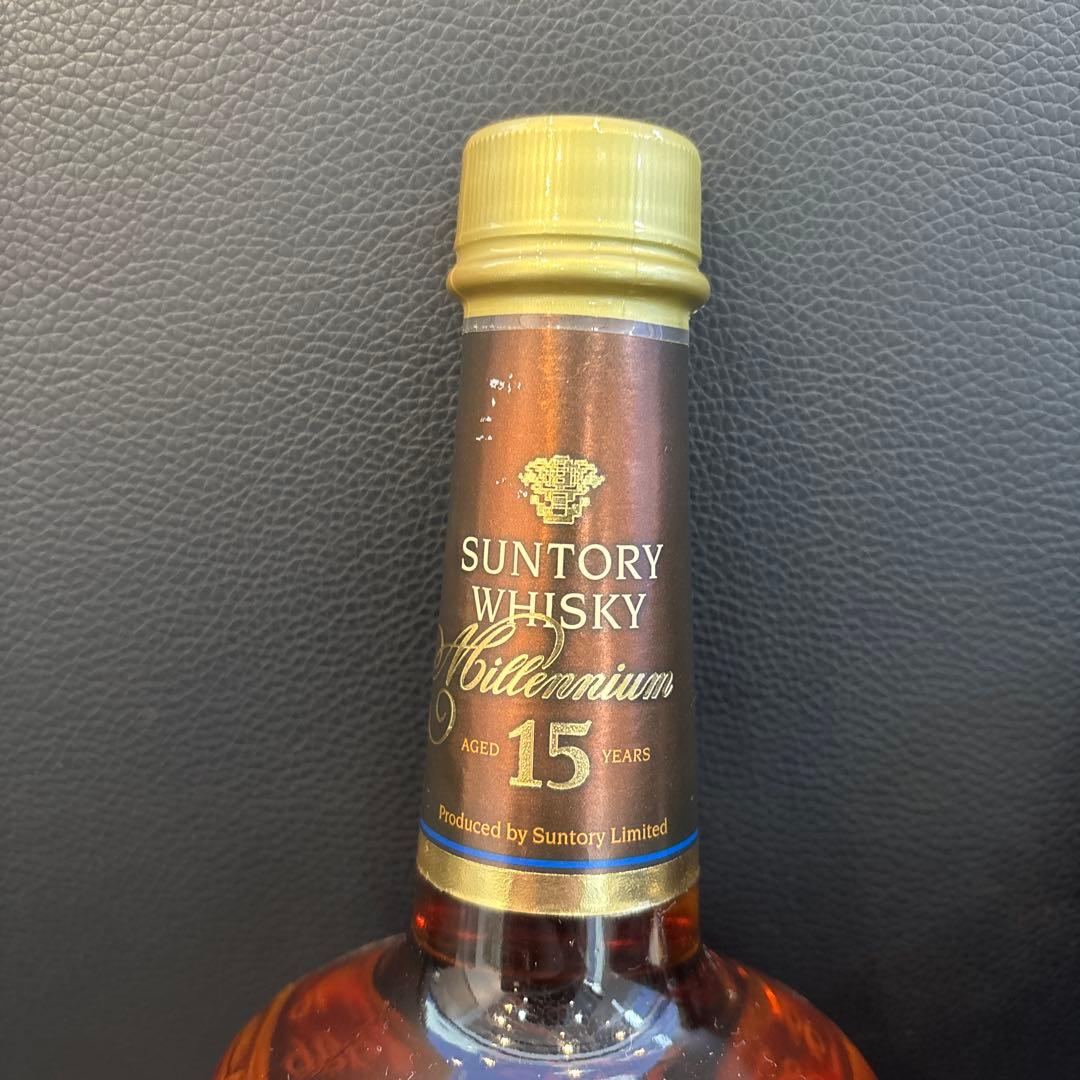 SUNTORY
WHISKY
Millennium
AGED 15 YEARS
Produced by Suntory Limited